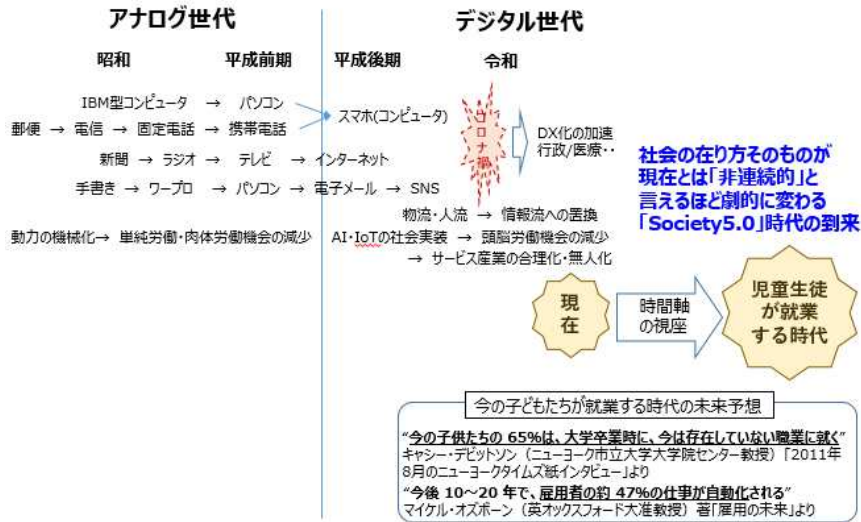 アナログ世代
デジタル世代
昭和
平成前期
平成後期
令和
IBM型コンピュータ → パソコン
郵便 → 電信 → 固定電話 → 携帯電話
スマホ(コンピュータ)
コロナ禍
DX化の加速
行政/医療・・
新聞 → ラジオ → テレビ → インターネット
手書き → ワープロ → パソコン → 電子メール → SNS
社会の在り方そのものが
現在とは「非連続的」と
言えるほど劇的に変わる
「Society5.0」時代の到来
物流・人流 → 情報流への置換
動力の機械化→ 単純労働・肉体労働機会の減少
AI・IoTの社会実装 → 頭脳労働機会の減少
→ サービス産業の合理化・無人化
現在
時間軸
の視座
児童生徒
が就業
する時代
今の子どもたちが就業する時代の未来予想
“今の子供たちの 65%は、大学卒業時に、今は存在していない職業に就く”
キャシー・デビットソン（ニューヨーク市立大学大学院センター教授）「2011年
8月のニューヨークタイムズ紙インタビュー」より
“今後 10～20 年で、雇用者の約 47%の仕事が自動化される”
マイケル・オズボーン（英オックスフォード大准教授）著「雇用の未来」より